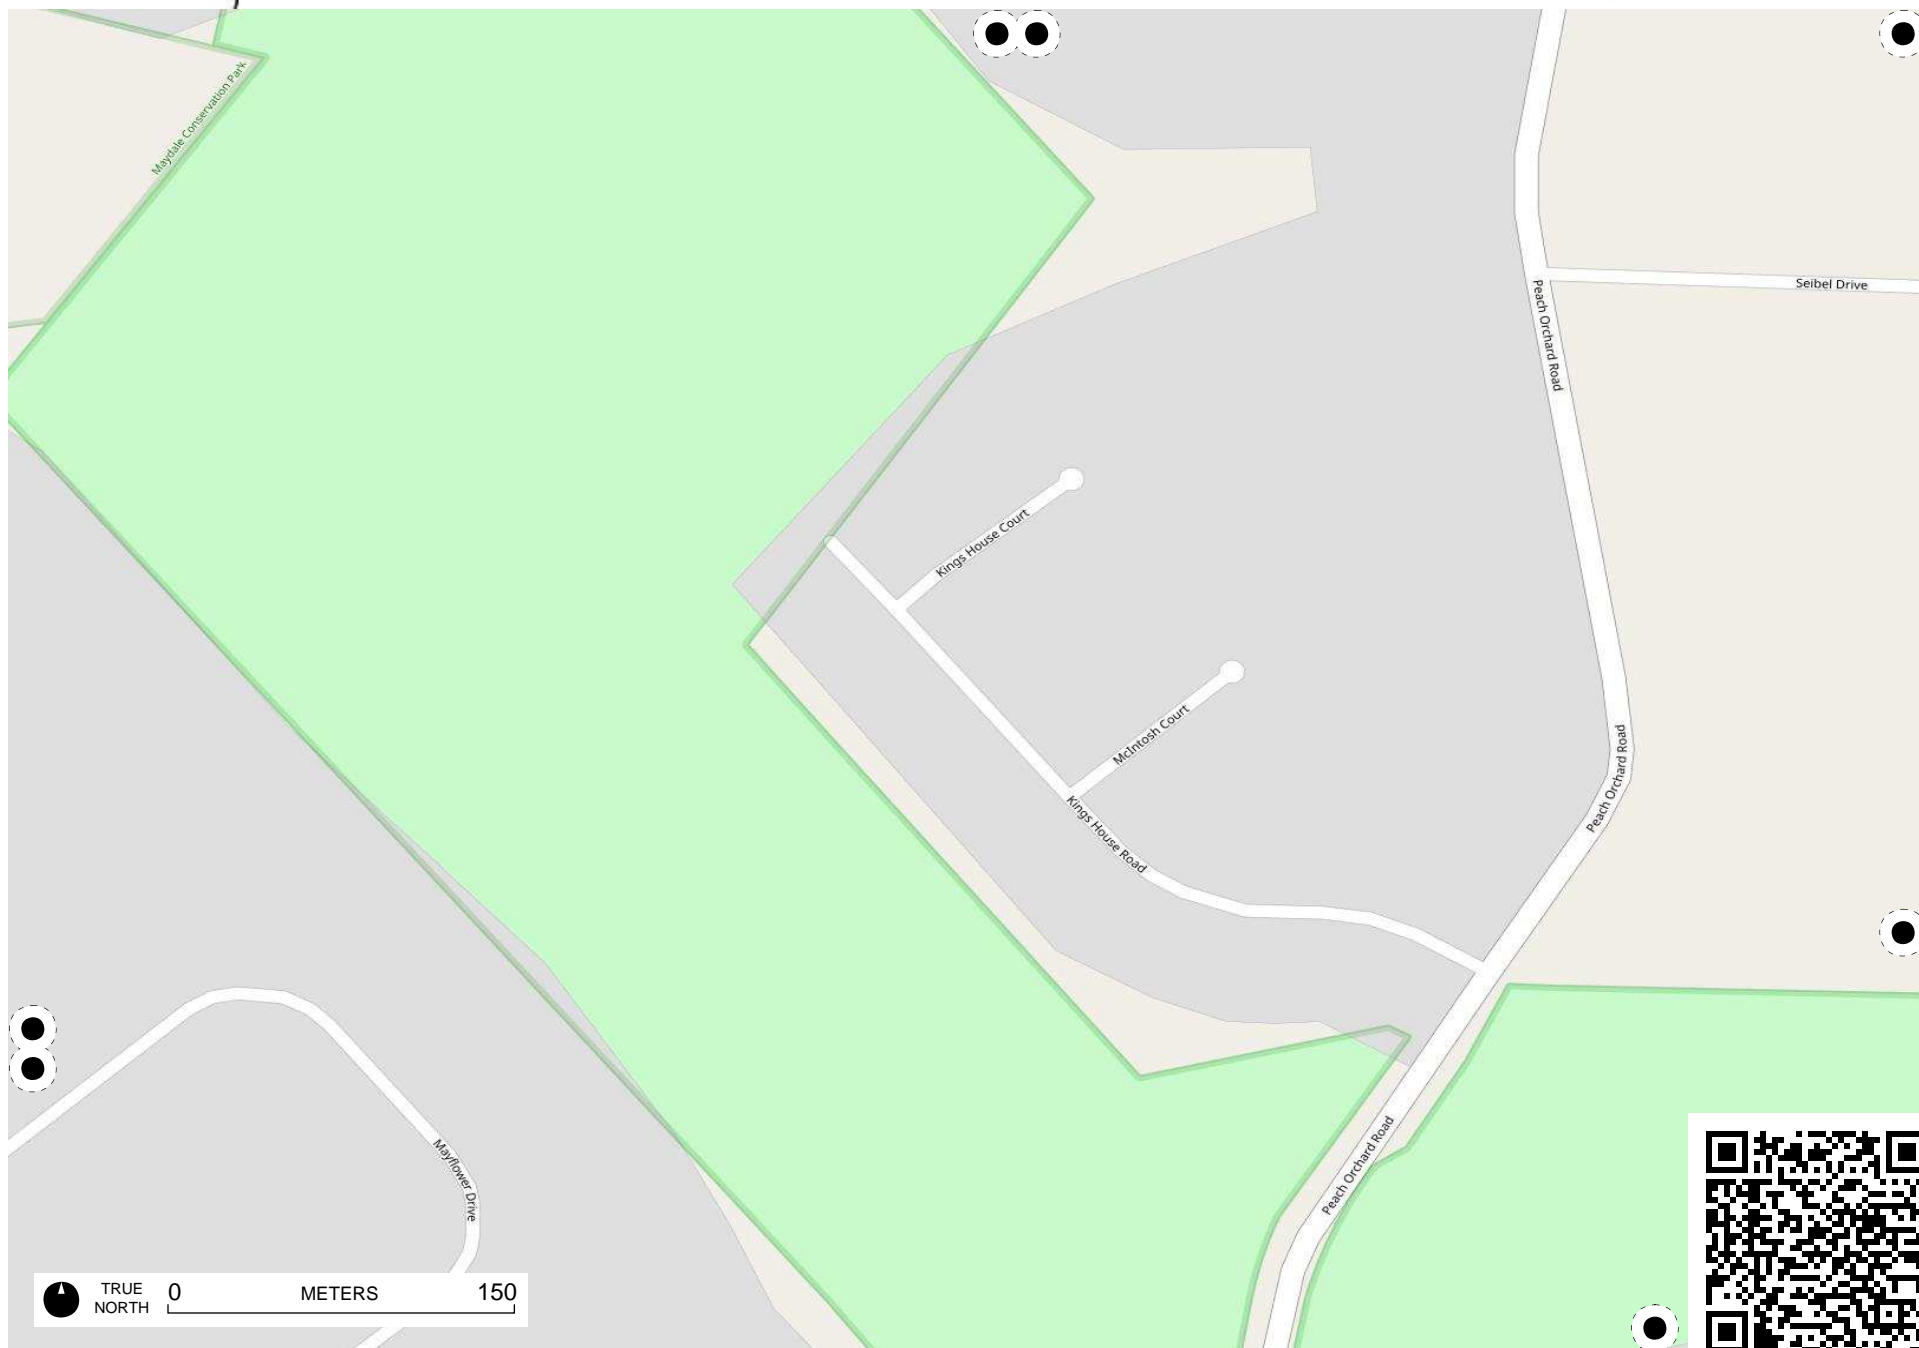 Maydale Conservation Park
Seibel Drive
Peach Orchard Road
Kings House Court
McIntosh Court
Peach Orchard Road
Kings House Road
Peach Orchard Road
Mayflower Drive
TRUE NORTH
0 METERS 150